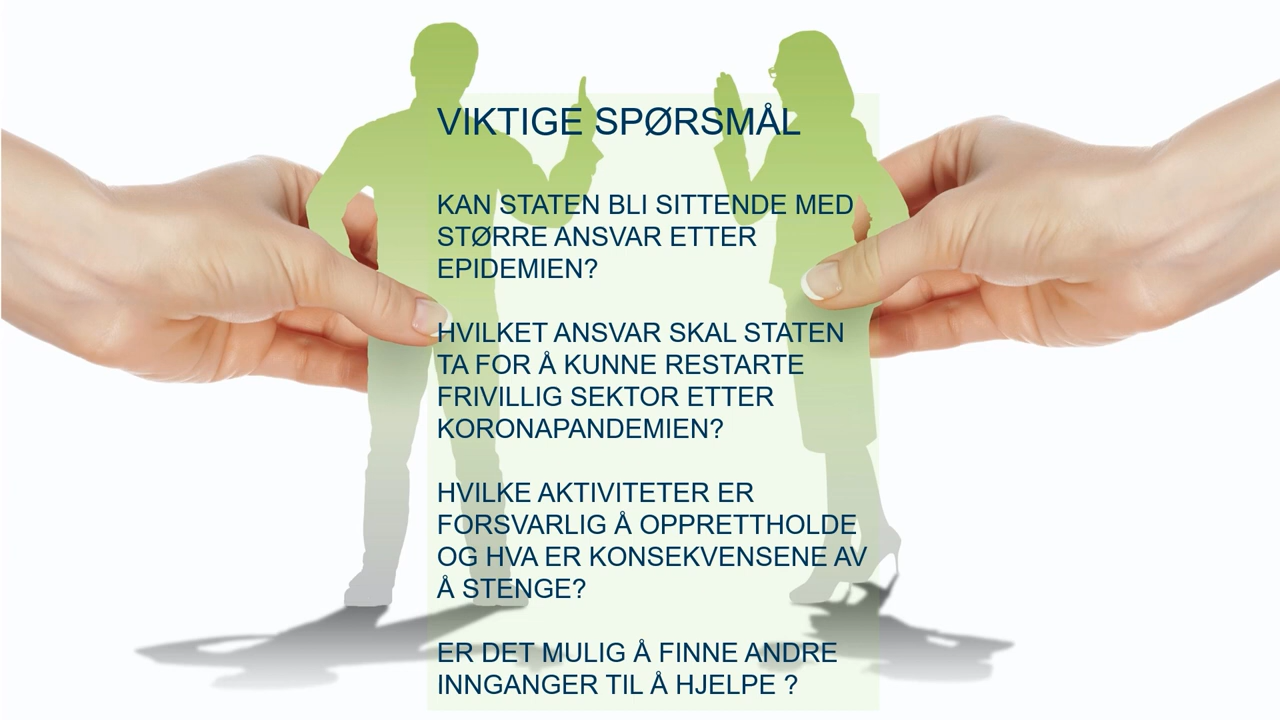 VIKTIGE SPØRSMÅL
KAN STATEN BLI SITTENDE MED
STØRRE ANSVAR ETTER
EPIDEMIEN?
HVILKET ANSVAR SKAL STATEN
TA FOR Å KUNNE RESTARTE
FRIVILLIG SEKTOR ETTER
KORONAPANDEMIEN?
HVILKE AKTIVITETER ER
FORSVARLIG Å OPPRETTHOLDE
OG HVA ER KONSEKVENSENE AV
Å STENGE?
ER DET MULIG Å FINNE ANDRE
INNGANGER TIL Å HJELPE ?